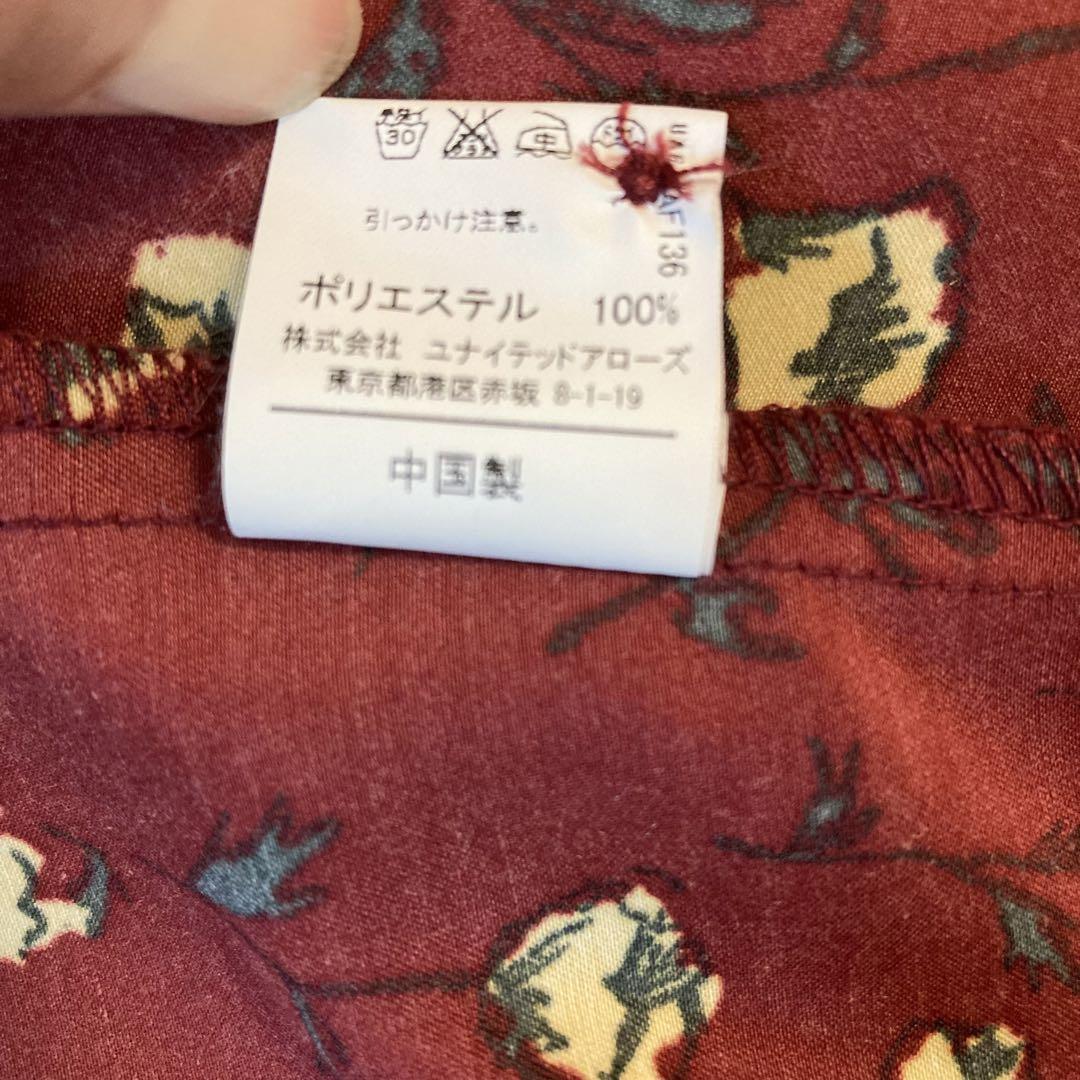 30 中
引っかけ注意。
ポリエステル 100%
株式会社 ユナイテッドアローズ
東京都港区赤坂 8-1-19
中国製
AF136